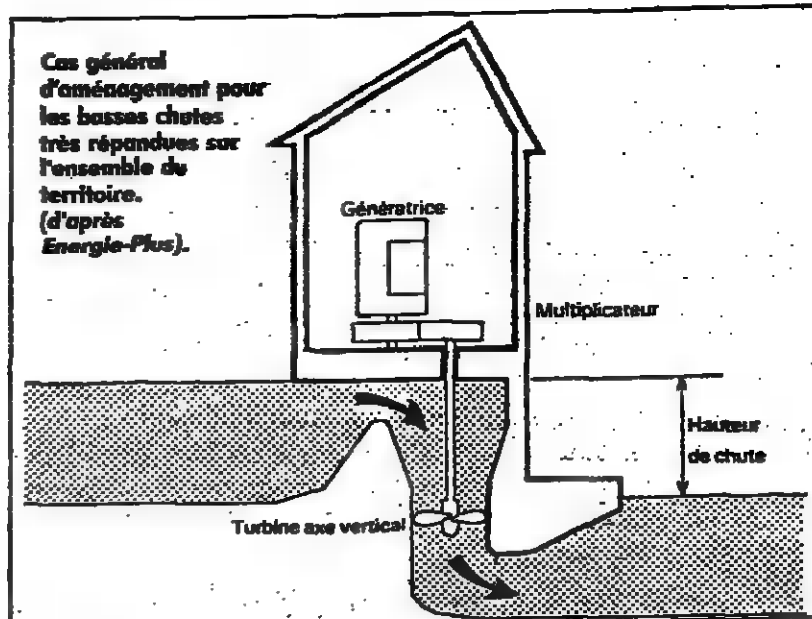 Cas général
d'aménagement pour
les basses chutes
très répandues sur
l'ensemble du
territoire.
(d'après
Energie-Plus).
Génératrice
Multiplicateur
Hauteur
de chute
Turbine axe vertical